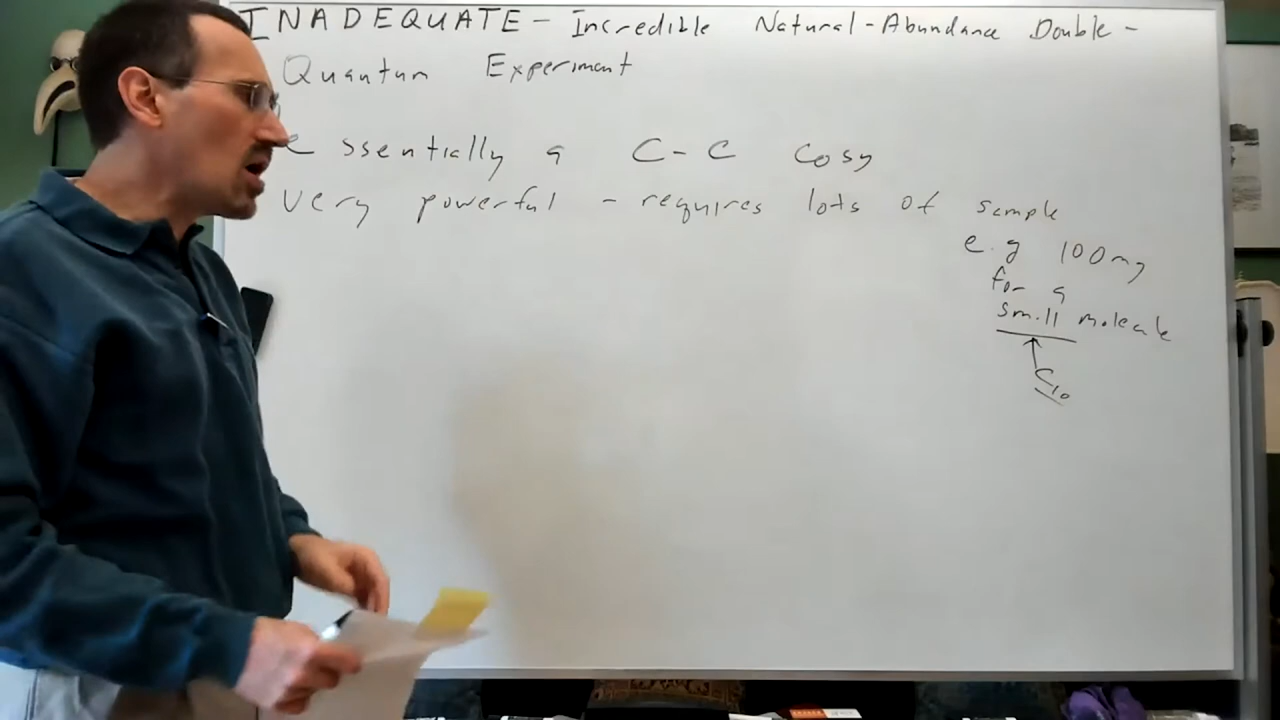 INADEQUATE - Incredible Natural-Abundance Double-
Quantum Experiment
essentially a C-C COSY
very powerful - requires lots of sample
e.g 100mg
for a
small molecule
C10